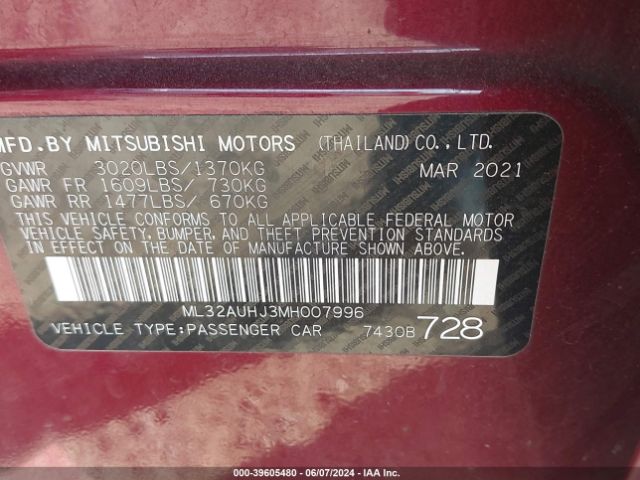 MFD.BY MITSUBISHI MOTORS (THAILAND) CO., LTD.
GVWR 3020LBS/1370KG MAR 2021
GAWR FR 1609LBS/ 730KG
GAWR RR 1477LBS/ 670KG
THIS VEHICLE CONFORMS TO ALL APPLICABLE FEDERAL MOTOR
VEHICLE SAFETY, BUMPER, AND THEFT PREVENTION STANDARDS
IN EFFECT ON THE DATE OF MANUFACTURE SHOWN ABOVE.
ML32AUHJ3MH007996
VEHICLE TYPE:PASSENGER CAR 7430B 728
000-39605480 - 06/07/2024 - IAA Inc.